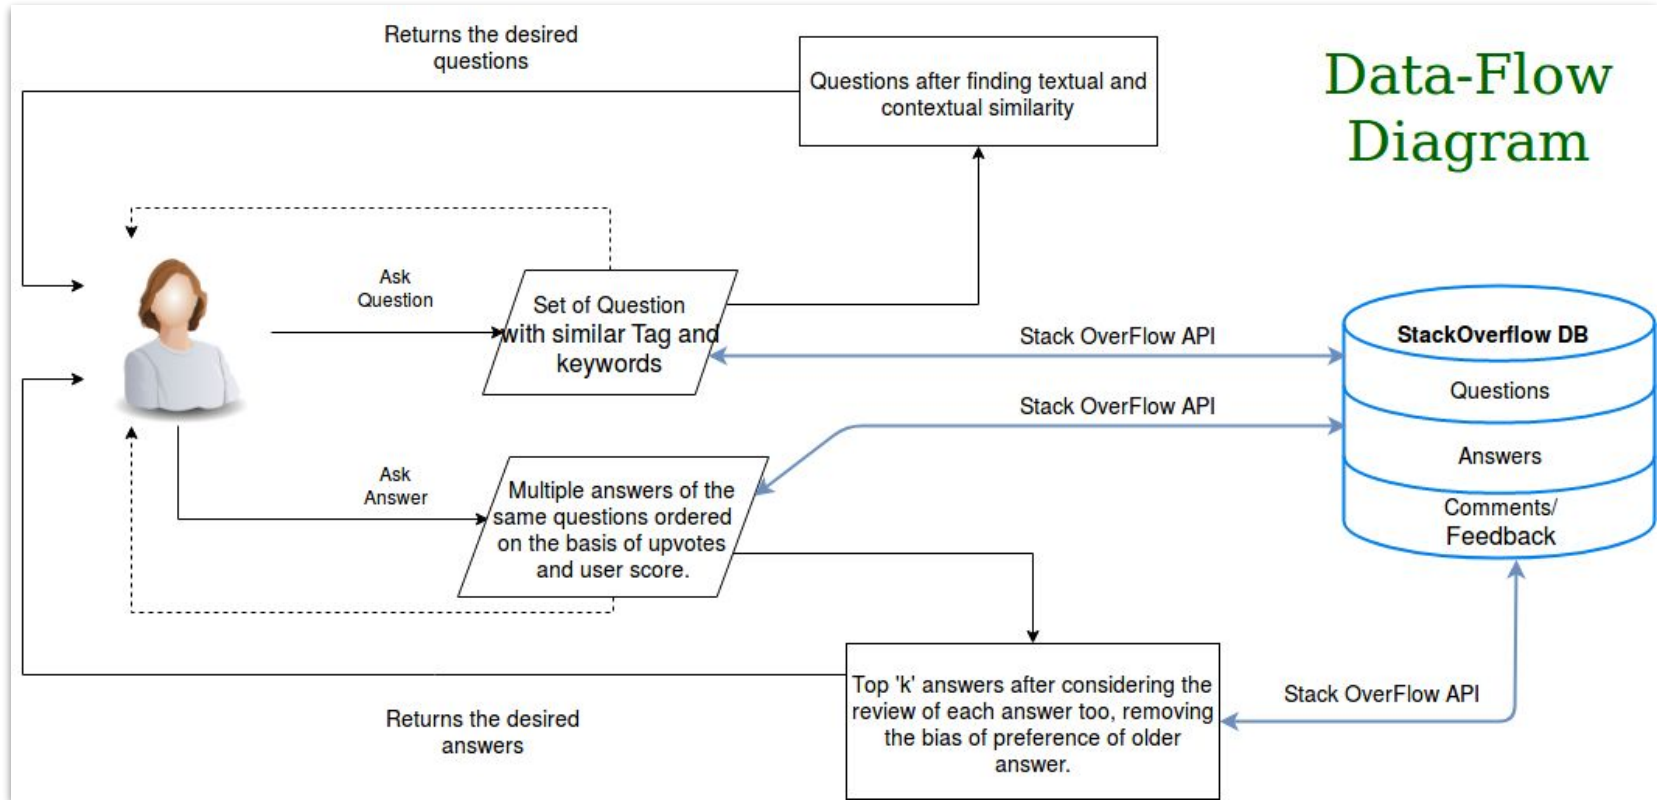 Returns the desired
questions
Questions after finding textual and
contextual similarity
Data-Flow
Diagram
Ask
Question
Set of Question
with similar Tag and
keywords
Stack OverFlow API
StackOverflow DB
Questions
Answers
Comments/
Feedback
Stack OverFlow API
Ask
Answer
Multiple answers of the
same questions ordered
on the basis of upvotes
and user score.
Top 'k' answers after considering the
review of each answer too, removing
the bias of preference of older
answer.
Stack OverFlow API
Returns the desired
answers